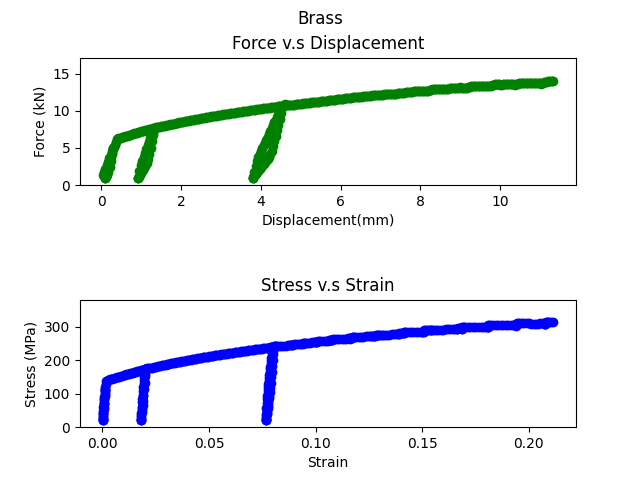 Brass
Force v.s Displacement
15
10
5
0
Force (kN)
0 2 4 6 8 10
Displacement(mm)
Stress v.s Strain
300
200
100
0
Stress (MPa)
0.00 0.05 0.10 0.15 0.20
Strain